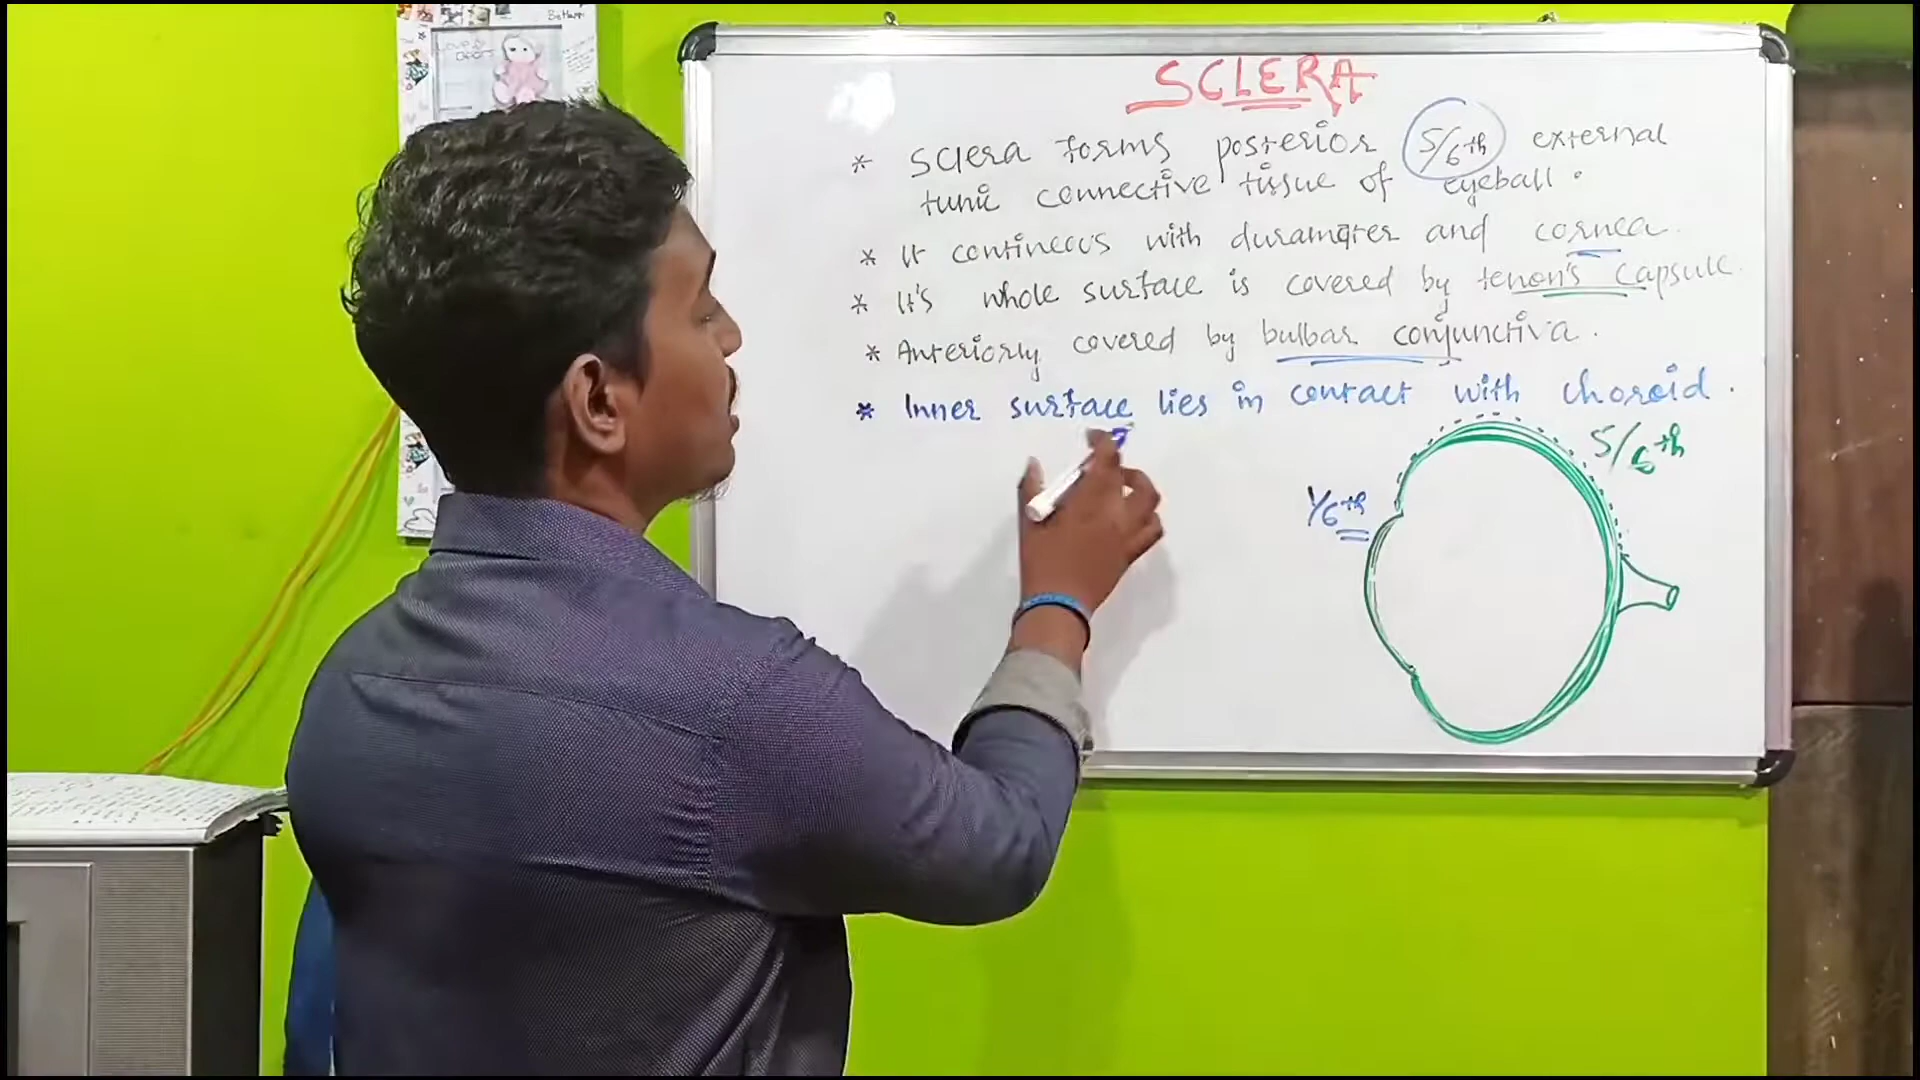 SCLERA
* Sclera forms posterior 5/6th external
tunic connective tissue of eyeball.
* It contineous with duramater and cornea.
* It's whole surface is covered by tenon's capsule.
* Anteriorly covered by bulbar conjunctiva.
* Inner surface lies in contact with choroid.
5/6th
1/6th